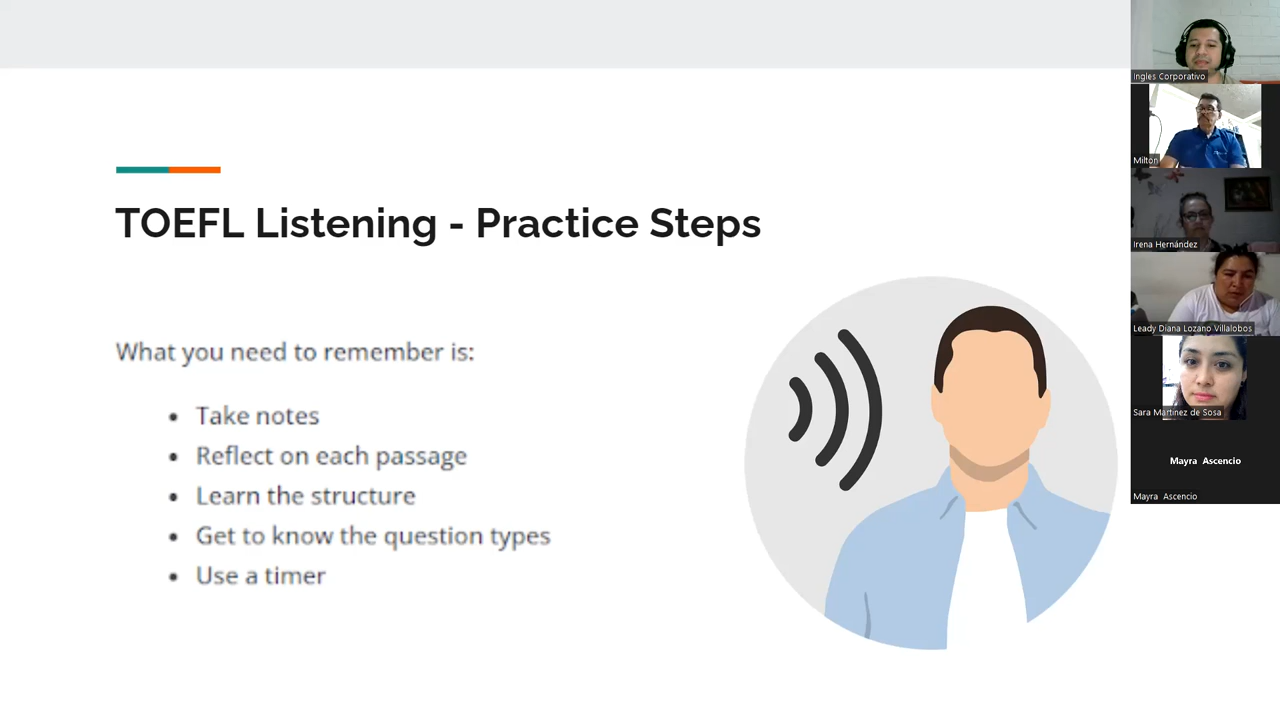 TOEFL Listening - Practice Steps
What you need to remember is:
• Take notes
• Reflect on each passage
• Learn the structure
• Get to know the question types
• Use a timer
Ingles Corporativo
Milton
Irena Hernández
Leady Diana Lozano Villalobos
Sara Martinez de Sosa
Mayra Ascencio
Mayra Ascencio